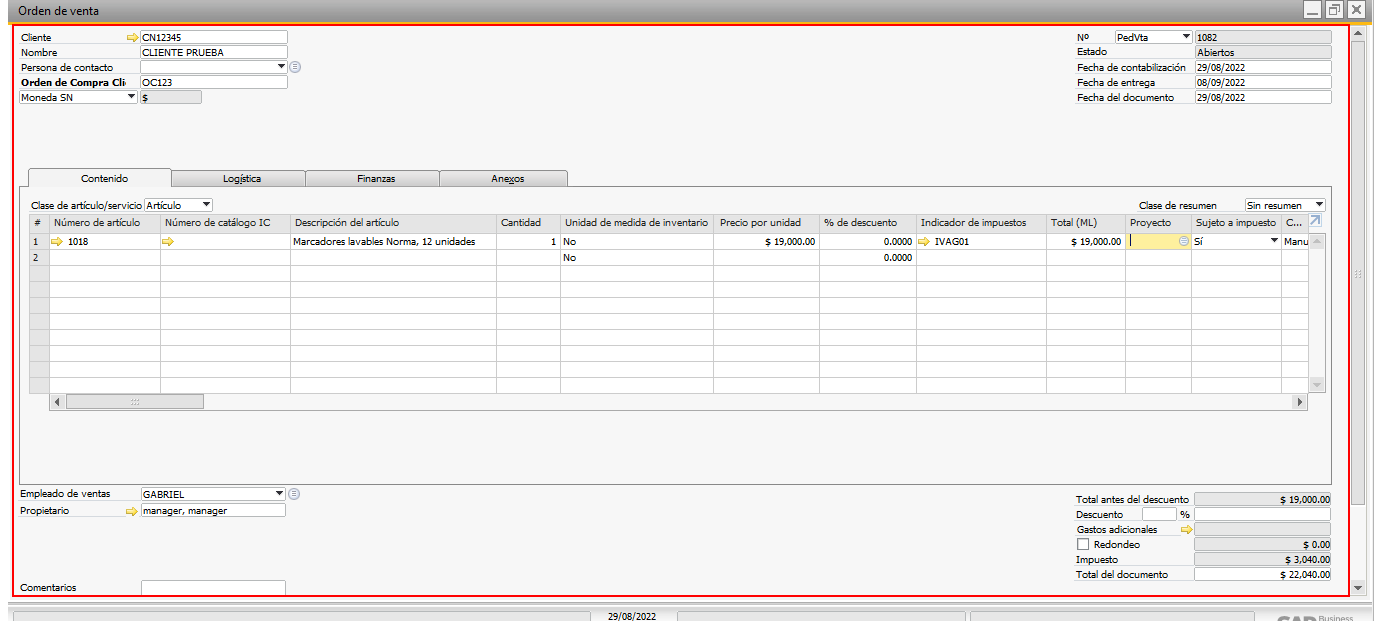 Orden de venta
Cliente CN12345
Nombre CLIENTE PRUEBA
Persona de contacto
Orden de Compra Cli OC123
Moneda SN $
Nº PedVta 1082
Estado Abiertos
Fecha de contabilización 29/08/2022
Fecha de entrega 08/09/2022
Fecha del documento 29/08/2022
Contenido Logística Finanzas Anexos
Clase de artículo/servicio Artículo Clase de resumen Sin resumen
# Número de artículo Número de catálogo IC Descripción del artículo Cantidad Unidad de medida de inventario Precio por unidad % de descuento Indicador de impuestos Total (ML) Proyecto Sujeto a impuesto C...
1 1018 Marcadores lavables Norma, 12 unidades 1 No $ 19,000.00 0.0000 IVAG01 $ 19,000.00 Sí Manu
2 No 0.0000
Empleado de ventas GABRIEL
Propietario manager, manager
Comentarios
Total antes del descuento $ 19,000.00
Descuento %
Gastos adicionales
Redondeo $ 0.00
Impuesto $ 3,040.00
Total del documento $ 22,040.00
29/08/2022
SAP Business